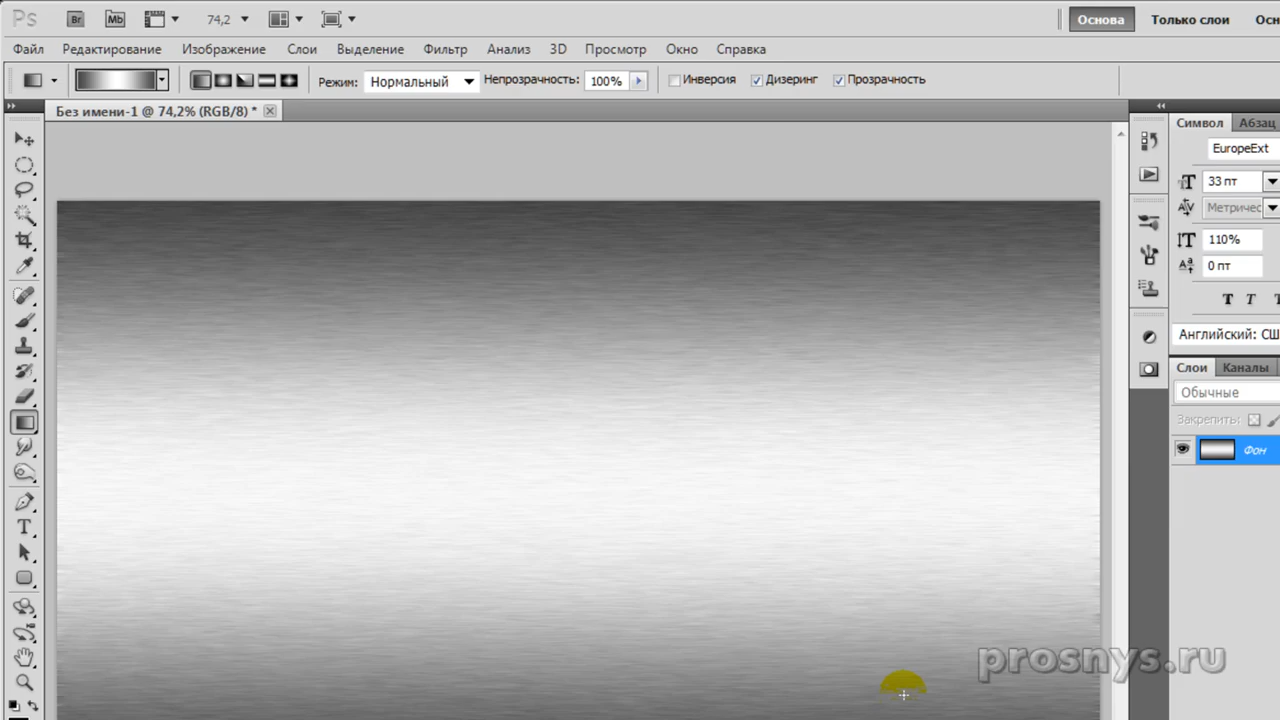 Ps Br Mb 74,2 Основа Только слои
Файл Редактирование Изображение Слои Выделение Фильтр Анализ 3D Просмотр Окно Справка
Режим: Нормальный Непрозрачность: 100% Инверсия Дизеринг Прозрачность
Без имени-1 @ 74,2% (RGB/8) *
Символ Абзац
EuropeExt
33 пт
Метричес
110%
0 пт
T T T
Английский: СШ
Слои Каналы
Обычные
Закрепить:
Фон
prosnys.ru